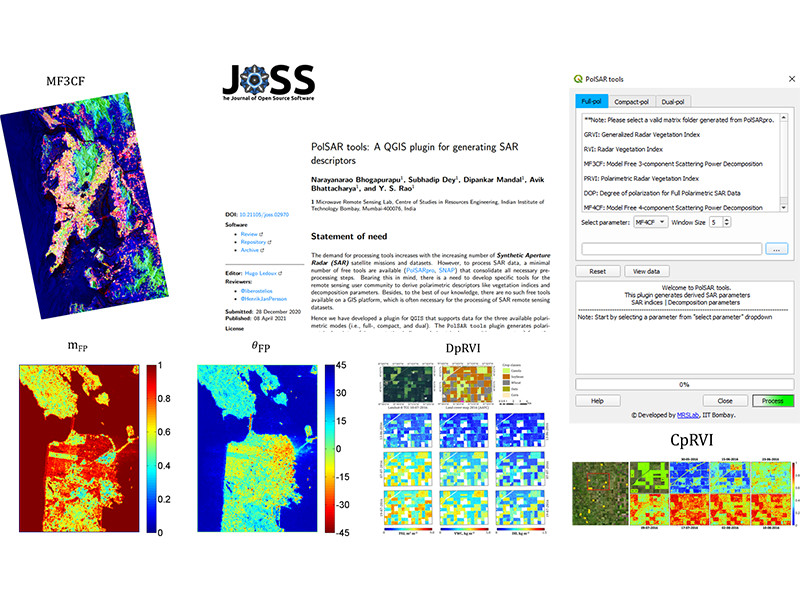 MF3CF
JOSS
The Journal of Open Source Software
PolSAR tools: A QGIS plugin for generating SAR
descriptors
Narayanarao Bhogapurapu¹, Subhadip Dey¹, Dipankar Mandal¹, Avik
Bhattacharya¹, and Y. S. Rao¹
1 Microwave Remote Sensing Lab, Centre of Studies in Resources Engineering, Indian Institute of
Technology Bombay, Mumbai-400076, India
DOI: 10.21105/joss.02970
Software
• Review
• Repository
• Archive
Editor: Hugo Ledoux
Reviewers:
• @liberostelios
• @HenrikJanPersson
Submitted: 28 December 2020
Published: 08 April 2021
License
Statement of need
The demand for processing tools increases with the increasing number of Synthetic Aperture
Radar (SAR) satellite missions and datasets. However, to process SAR data, a minimal
number of free tools are available (PolSARpro, SNAP) that consolidate all necessary pre-
processing steps. Bearing this in mind, there is a need to develop specific tools for the
remote sensing user community to derive polarimetric descriptors like vegetation indices and
decomposition parameters. Besides, to the best of our knowledge, there are no such free tools
available on a GIS platform, which is often necessary for the processing of SAR remote sensing
datasets.
Hence we have developed a plugin for QGIS that supports data for the three available polari-
metric modes (i.e., full-, compact, and dual). The PolSAR tools plugin generates polari-
PolSAR tools
Full-pol Compact-pol Dual-pol
**Note: Please select a valid matrix folder generated from PolSARpro.
GRVI: Generalized Radar Vegetation Index
RVI: Radar Vegetation Index
MF3CF: Model Free 3-component Scattering Power Decomposition
PRVI: Polarimetric Radar Vegetation Index
DOP: Degree of polarization for Full Polarimetric SAR Data
MF4CF: Model Free 4-component Scattering Power Decomposition
Select parameter: MF4CF Window Size 5
...
Reset View data
Welcome to PolSAR tools.
This plugin generates derived SAR parameters
SAR indices | Decomposition parameters
Note: Start by selecting a parameter from "select parameter" dropdown
0%
Help Close Process
© Developed by MRSLab, IIT Bombay.
mFP
1
0.8
0.6
0.4
0.2
0
θFP
45
30
15
0
-15
-30
-45
DpRVI
CpRVI